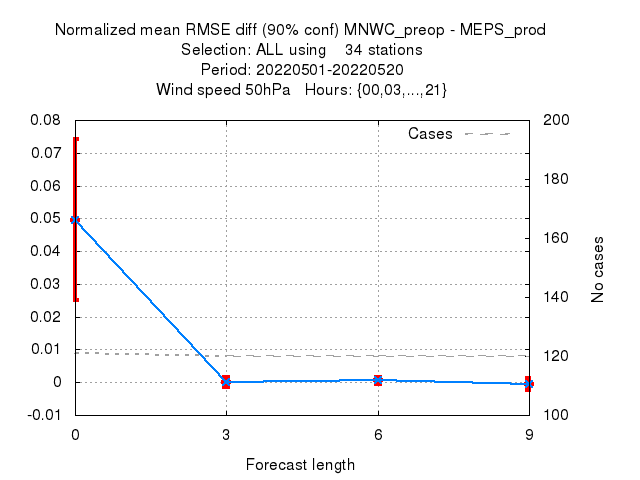 Normalized mean RMSE diff (90% conf) MNWC_preop - MEPS_prod
Selection: ALL using 34 stations
Period: 20220501-20220520
Wind speed 50hPa Hours: {00,03,...,21}
0.08
0.07
0.06
0.05
0.04
0.03
0.02
0.01
0
-0.01
200
180
160
140
120
100
Cases
No cases
0 3 6 9
Forecast length